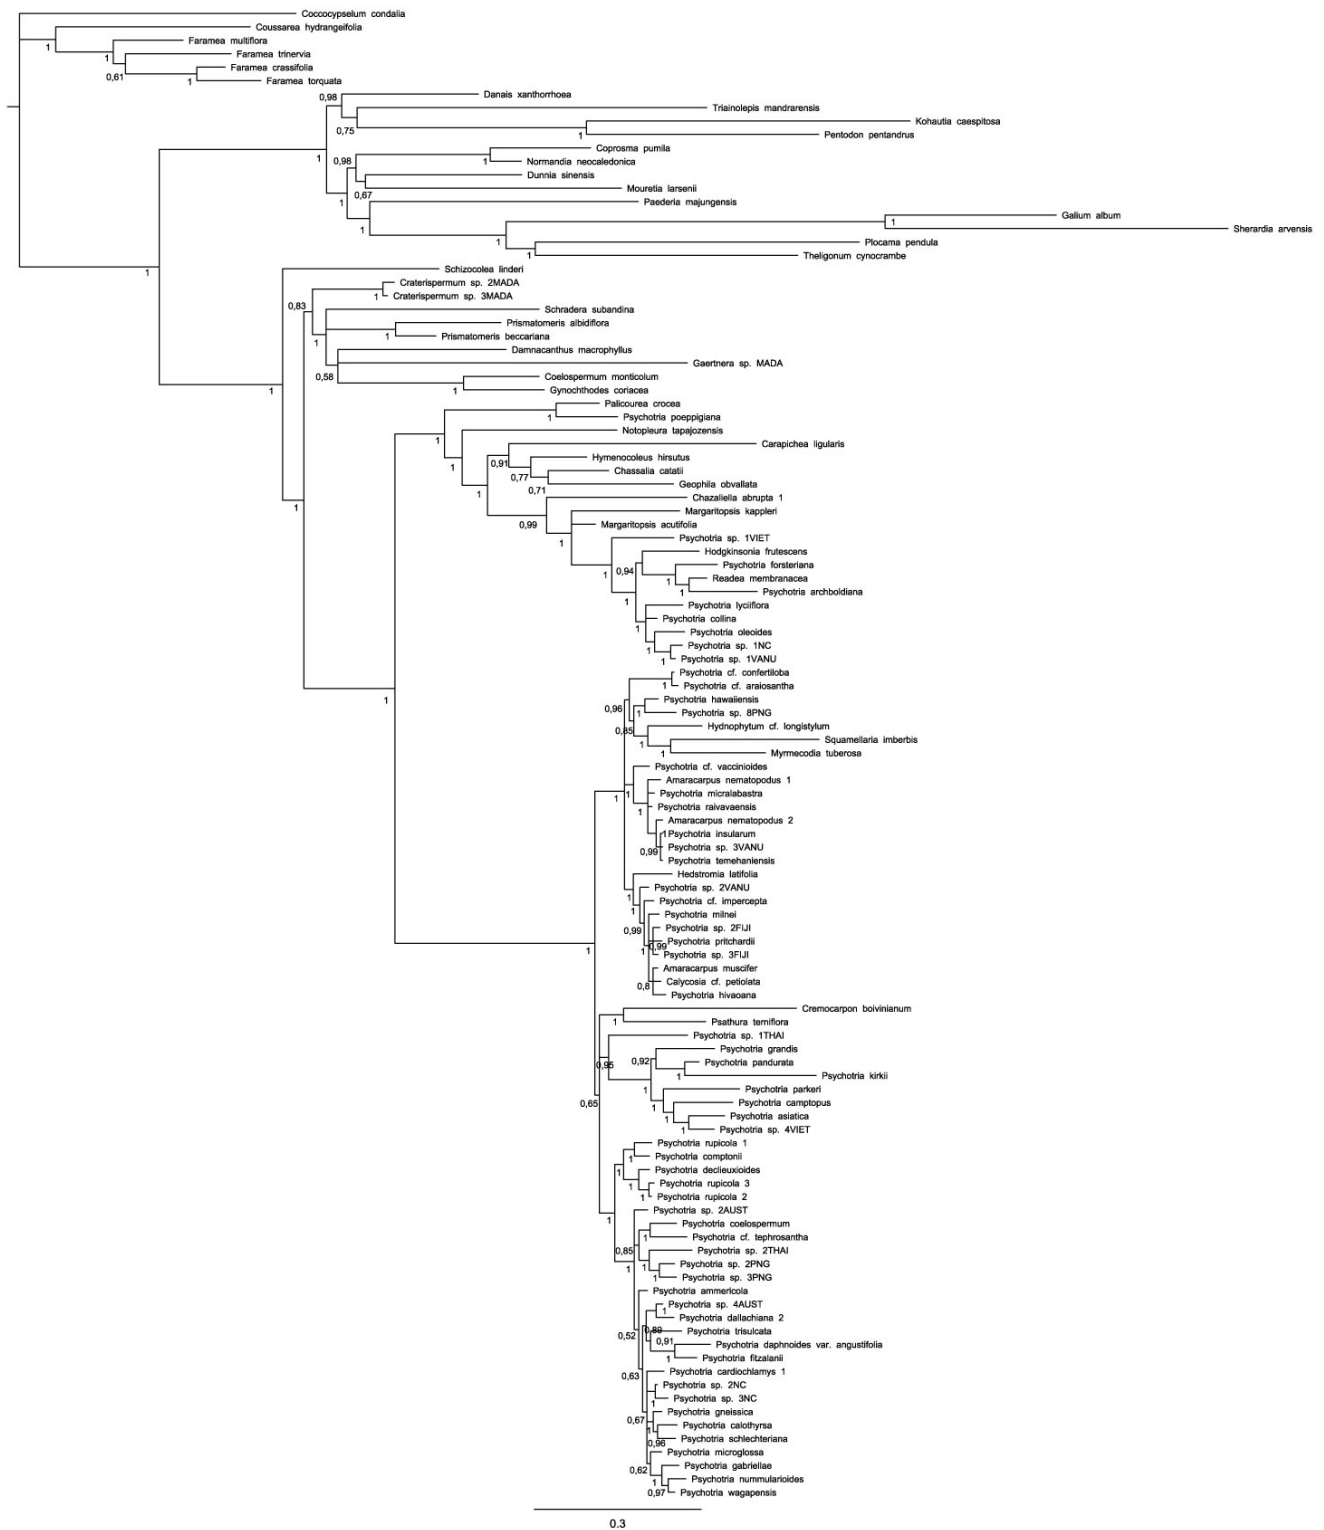 Coccocypselum condalia
Coussarea hydrangeifolia
1
Faramea multiflora
1
Faramea trinervia
0,61
Faramea crassifolia
1
Faramea torquata
0,98
Danais xanthorrhoea
Triainolepis mandrarensis
0,75
Kohautia caespitosa
1
Pentodon pentandrus
1
Coprosma pumila
0,98
1
Normandia neocaledonica
Dunnia sinensis
0,67
Mouretia larsenii
1
Paederia majungensis
1
Galium album
1
Sherardia arvensis
1
Plocama pendula
1
Theligonum cynocrambe
1
Schizocolea linderi
Craterispermum sp. 2MADA
1
Craterispermum sp. 3MADA
0,83
Schradera subandina
Prismatomeris albidiflora
1
1
Prismatomeris beccariana
Damnacanthus macrophyllus
Gaertnera sp. MADA
0,58
Coelospermum monticolum
1
1
Gynochthodes coriacea
Palicourea crocea
1
Psychotria poeppigiana
1
Notopleura tapajozensis
Carapichea ligularis
1
0,91
Hymenocoleus hirsutus
0,77
Chassalia catatii
0,71
Geophila obvallata
1
Chazaliella abrupta 1
1
Margaritopsis kappleri
0,99
Margaritopsis acutifolia
1
Psychotria sp. 1VIET
Hodgkinsonia frutescens
Psychotria forsteriana
1
0,94
1
Readea membranacea
1
Psychotria archboldiana
1
Psychotria lyciiflora
Psychotria collina
1
Psychotria oleoides
1
Psychotria sp. 1NC
1
Psychotria sp. 1VANU
Psychotria cf. confertiloba
1
Psychotria cf. araiosantha
1
Psychotria hawaiiensis
0,96
1
Psychotria sp. 8PNG
Hydnophytum cf. longistylum
0,85
1
Squamellaria imberbis
1
Myrmecodia tuberosa
Psychotria cf. vaccinioides
Amaracarpus nematopodus 1
1
1
Psychotria micralabastra
Psychotria raivavaensis
1
Amaracarpus nematopodus 2
1
Psychotria insularum
Psychotria sp. 3VANU
0,99
Psychotria temehaniensis
Hedstromia latifolia
Psychotria sp. 2VANU
1
Psychotria cf. impercepta
1
Psychotria milnei
Psychotria sp. 2FIJI
0,99
Psychotria pritchardii
0,99
1
1
Psychotria sp. 3FIJI
Amaracarpus muscifer
Calycosia cf. petiolata
0,8
Psychotria hivaoana
Cremocarpon boivinianum
1
Psathura terniflora
Psychotria sp. 1THAI
Psychotria grandis
0,92
Psychotria pandurata
0,95
1
Psychotria kirkii
1
Psychotria parkeri
0,65
1
Psychotria camptopus
1
Psychotria asiatica
1
Psychotria sp. 4VIET
Psychotria rupicola 1
1
Psychotria comptonii
1
Psychotria declieuxioides
1
Psychotria rupicola 3
1
Psychotria rupicola 2
Psychotria sp. 2AUST
1
Psychotria coelospermum
1
Psychotria cf. tephrosantha
0,85
Psychotria sp. 2THAI
1
Psychotria sp. 2PNG
1
1
Psychotria sp. 3PNG
Psychotria ammericola
Psychotria sp. 4AUST
1
Psychotria dallachiana 2
0,52
0,89
Psychotria trisulcata
0,91
Psychotria daphnoides var. angustifolia
1
Psychotria fitzalanii
0,63
Psychotria cardiochlamys 1
Psychotria sp. 2NC
1
Psychotria sp. 3NC
Psychotria gneissica
0,67
1
Psychotria calothyrsa
0,96
Psychotria schlechteriana
Psychotria microglossa
0,62
Psychotria gabriellae
1
Psychotria nummularioides
0,97
Psychotria wagapensis
0.3